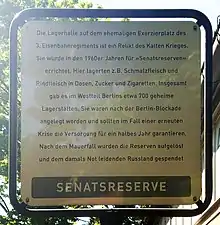 Die Lagerhalle auf dem ehemaligen Exerzierplatz des
3. Eisenbahnregiments ist ein Relikt des Kalten Krieges.
Sie wurde in den 1960er Jahren für »Senatsreserven«
errichtet. Hier lagerten z.B. Schmalzfleisch und
Rindfleisch in Dosen, Zucker und Zigaretten. Insgesamt
gab es im Westen Berlins etwa 700 geheime
Lagerstätten. Sie waren nach der Berlin-Blockade
angelegt worden und sollten im Fall einer erneuten
Krise die Versorgung für ein halbes Jahr garantieren.
Nach dem Mauerfall wurden die Reserven aufgelöst
und dem damals Not leidenden Russland gespendet.
SENATSRESERVE